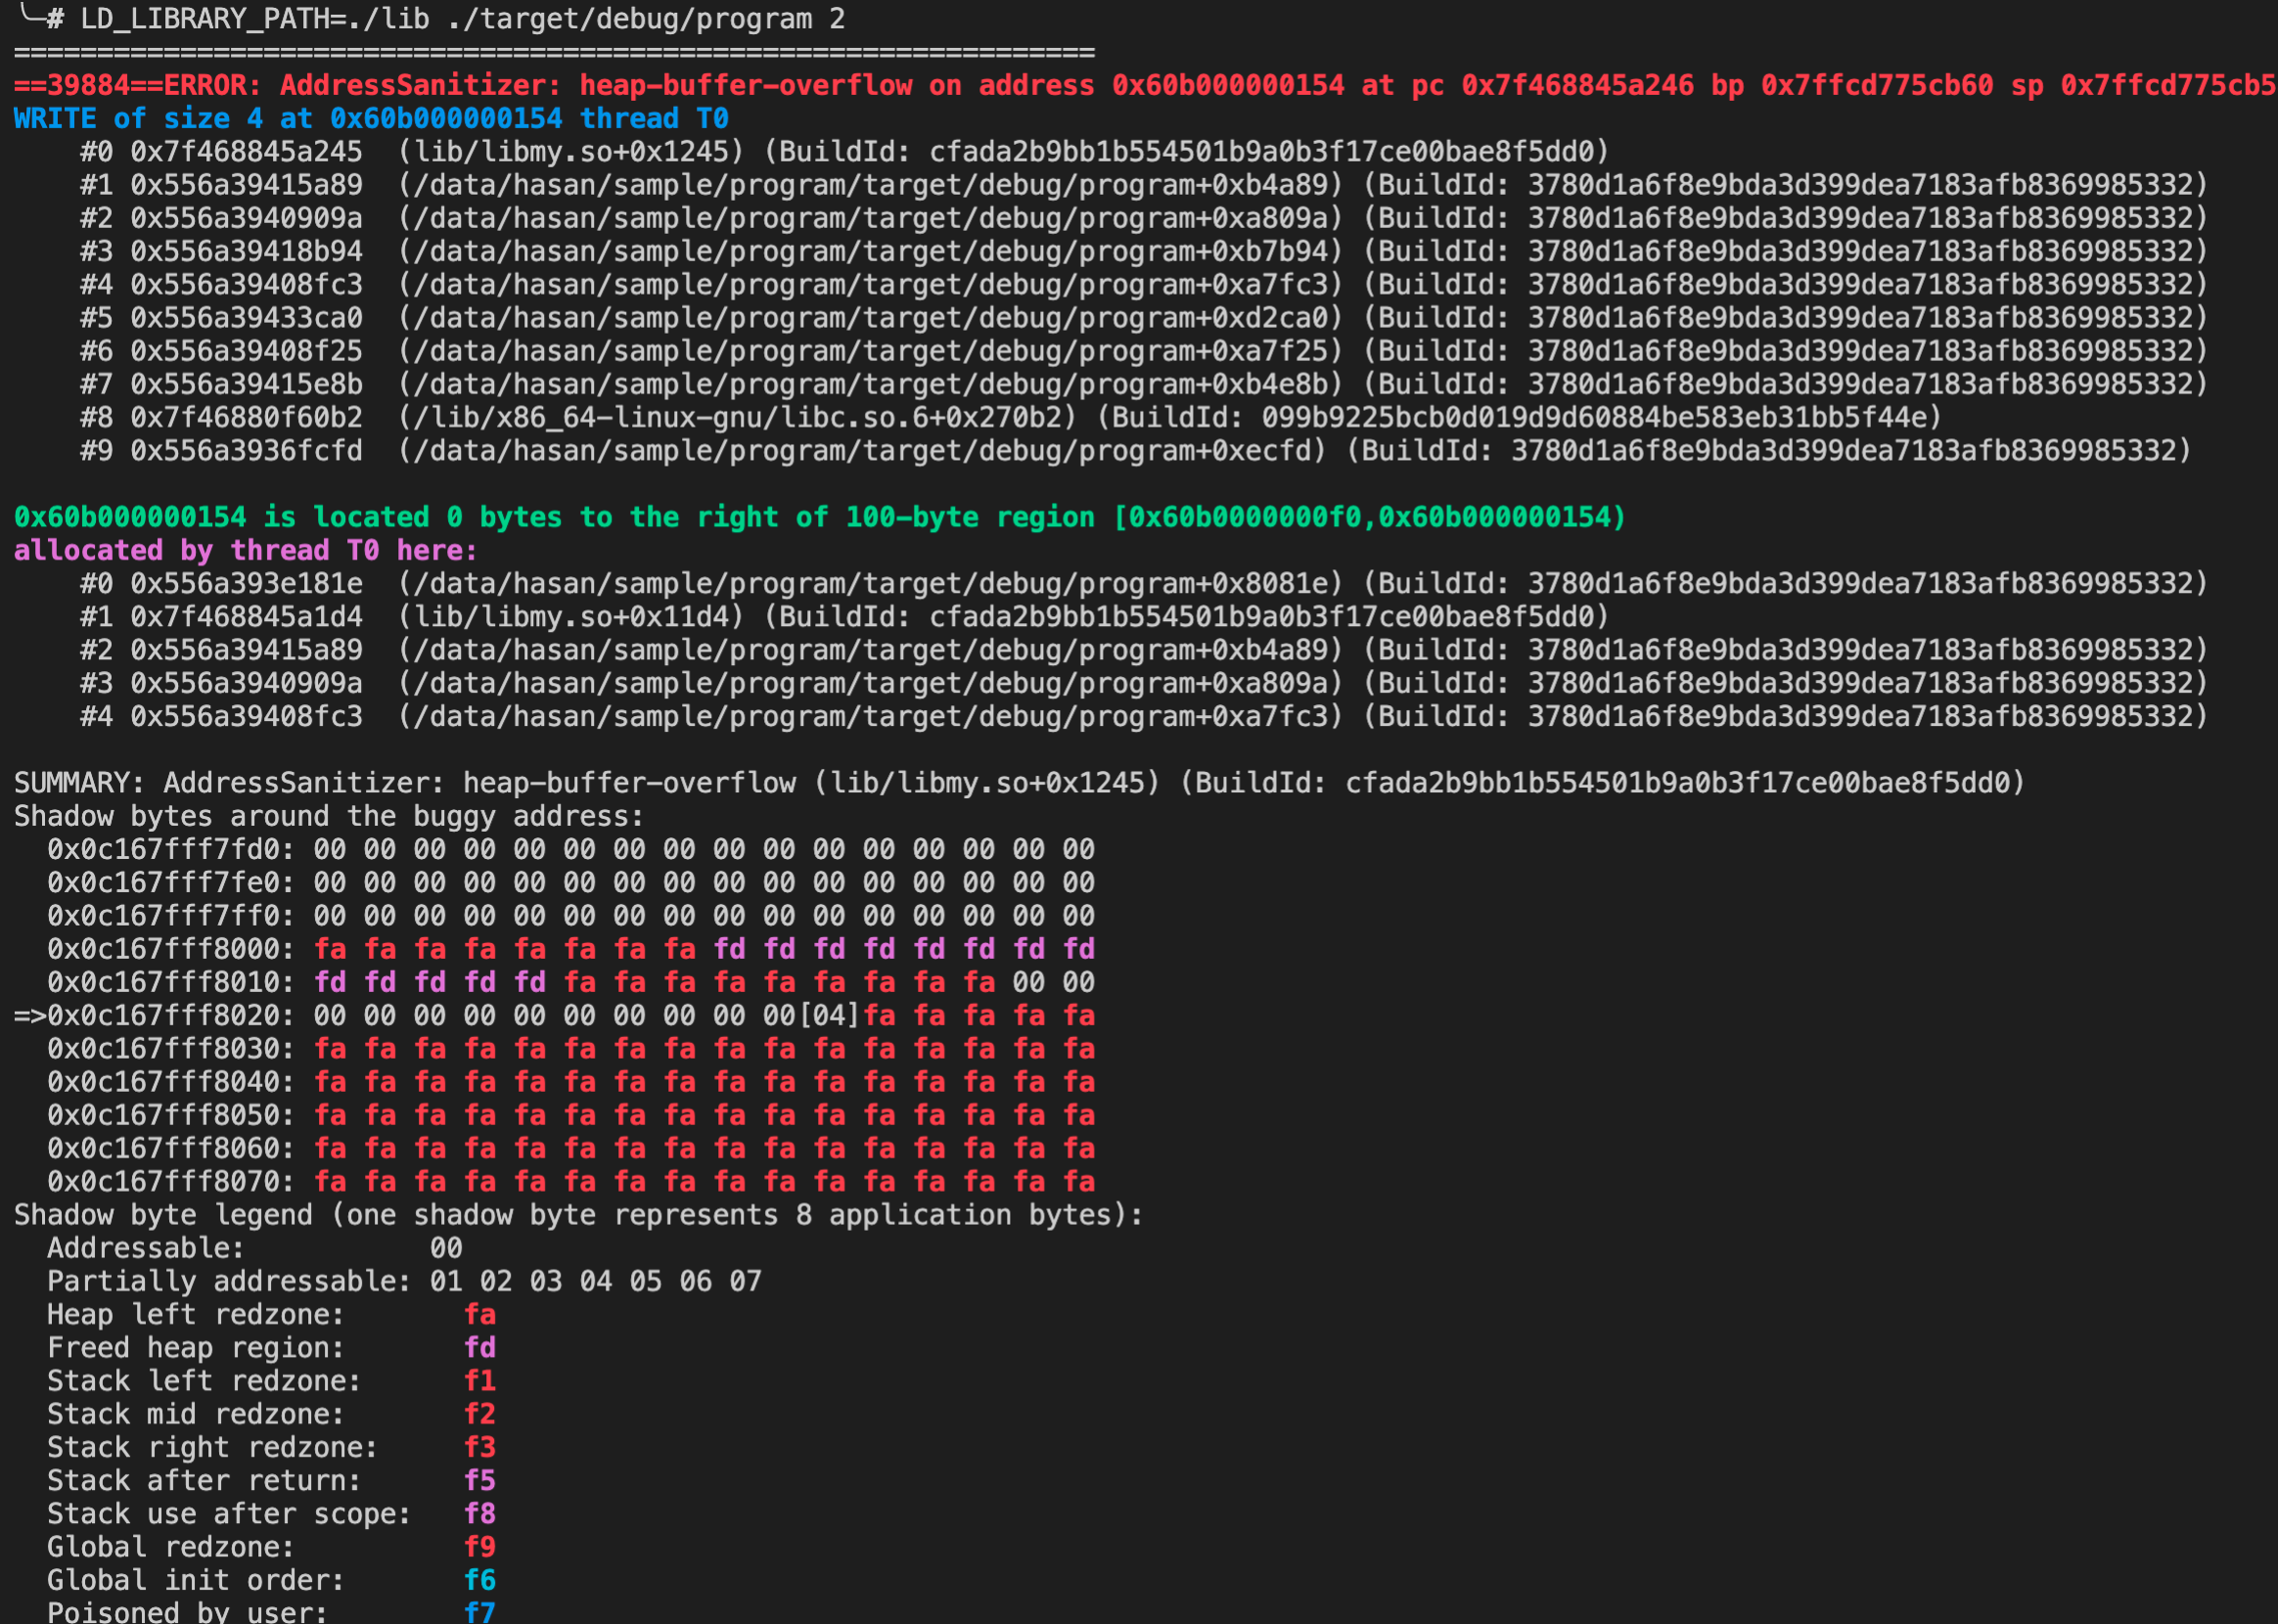 ╰─# LD_LIBRARY_PATH=./lib ./target/debug/program 2
=================================================================
==39884==ERROR: AddressSanitizer: heap-buffer-overflow on address 0x60b000000154 at pc 0x7f468845a246 bp 0x7ffcd775cb60 sp 0x7ffcd775cb5
WRITE of size 4 at 0x60b000000154 thread T0
    #0 0x7f468845a245  (lib/libmy.so+0x1245) (BuildId: cfada2b9bb1b554501b9a0b3f17ce00bae8f5dd0)
    #1 0x556a39415a89  (/data/hasan/sample/program/target/debug/program+0xb4a89) (BuildId: 3780d1a6f8e9bda3d399dea7183afb8369985332)
    #2 0x556a3940909a  (/data/hasan/sample/program/target/debug/program+0xa809a) (BuildId: 3780d1a6f8e9bda3d399dea7183afb8369985332)
    #3 0x556a39418b94  (/data/hasan/sample/program/target/debug/program+0xb7b94) (BuildId: 3780d1a6f8e9bda3d399dea7183afb8369985332)
    #4 0x556a39408fc3  (/data/hasan/sample/program/target/debug/program+0xa7fc3) (BuildId: 3780d1a6f8e9bda3d399dea7183afb8369985332)
    #5 0x556a39433ca0  (/data/hasan/sample/program/target/debug/program+0xd2ca0) (BuildId: 3780d1a6f8e9bda3d399dea7183afb8369985332)
    #6 0x556a39408f25  (/data/hasan/sample/program/target/debug/program+0xa7f25) (BuildId: 3780d1a6f8e9bda3d399dea7183afb8369985332)
    #7 0x556a39415e8b  (/data/hasan/sample/program/target/debug/program+0xb4e8b) (BuildId: 3780d1a6f8e9bda3d399dea7183afb8369985332)
    #8 0x7f46880f60b2  (/lib/x86_64-linux-gnu/libc.so.6+0x270b2) (BuildId: 099b9225bcb0d019d9d60884be583eb31bb5f44e)
    #9 0x556a3936fcfd  (/data/hasan/sample/program/target/debug/program+0xecfd) (BuildId: 3780d1a6f8e9bda3d399dea7183afb8369985332)

0x60b000000154 is located 0 bytes to the right of 100-byte region [0x60b0000000f0,0x60b000000154)
allocated by thread T0 here:
    #0 0x556a393e181e  (/data/hasan/sample/program/target/debug/program+0x8081e) (BuildId: 3780d1a6f8e9bda3d399dea7183afb8369985332)
    #1 0x7f468845a1d4  (lib/libmy.so+0x11d4) (BuildId: cfada2b9bb1b554501b9a0b3f17ce00bae8f5dd0)
    #2 0x556a39415a89  (/data/hasan/sample/program/target/debug/program+0xb4a89) (BuildId: 3780d1a6f8e9bda3d399dea7183afb8369985332)
    #3 0x556a3940909a  (/data/hasan/sample/program/target/debug/program+0xa809a) (BuildId: 3780d1a6f8e9bda3d399dea7183afb8369985332)
    #4 0x556a39408fc3  (/data/hasan/sample/program/target/debug/program+0xa7fc3) (BuildId: 3780d1a6f8e9bda3d399dea7183afb8369985332)

SUMMARY: AddressSanitizer: heap-buffer-overflow (lib/libmy.so+0x1245) (BuildId: cfada2b9bb1b554501b9a0b3f17ce00bae8f5dd0)
Shadow bytes around the buggy address:
  0x0c167fff7fd0: 00 00 00 00 00 00 00 00 00 00 00 00 00 00 00 00
  0x0c167fff7fe0: 00 00 00 00 00 00 00 00 00 00 00 00 00 00 00 00
  0x0c167fff7ff0: 00 00 00 00 00 00 00 00 00 00 00 00 00 00 00 00
  0x0c167fff8000: fa fa fa fa fa fa fa fa fd fd fd fd fd fd fd fd
  0x0c167fff8010: fd fd fd fd fd fa fa fa fa fa fa fa fa fa 00 00
=>0x0c167fff8020: 00 00 00 00 00 00 00 00 00 00[04]fa fa fa fa fa
  0x0c167fff8030: fa fa fa fa fa fa fa fa fa fa fa fa fa fa fa fa
  0x0c167fff8040: fa fa fa fa fa fa fa fa fa fa fa fa fa fa fa fa
  0x0c167fff8050: fa fa fa fa fa fa fa fa fa fa fa fa fa fa fa fa
  0x0c167fff8060: fa fa fa fa fa fa fa fa fa fa fa fa fa fa fa fa
  0x0c167fff8070: fa fa fa fa fa fa fa fa fa fa fa fa fa fa fa fa
Shadow byte legend (one shadow byte represents 8 application bytes):
  Addressable:           00
  Partially addressable: 01 02 03 04 05 06 07
  Heap left redzone:       fa
  Freed heap region:       fd
  Stack left redzone:      f1
  Stack mid redzone:       f2
  Stack right redzone:     f3
  Stack after return:      f5
  Stack use after scope:   f8
  Global redzone:          f9
  Global init order:       f6
  Poisoned by user:        f7